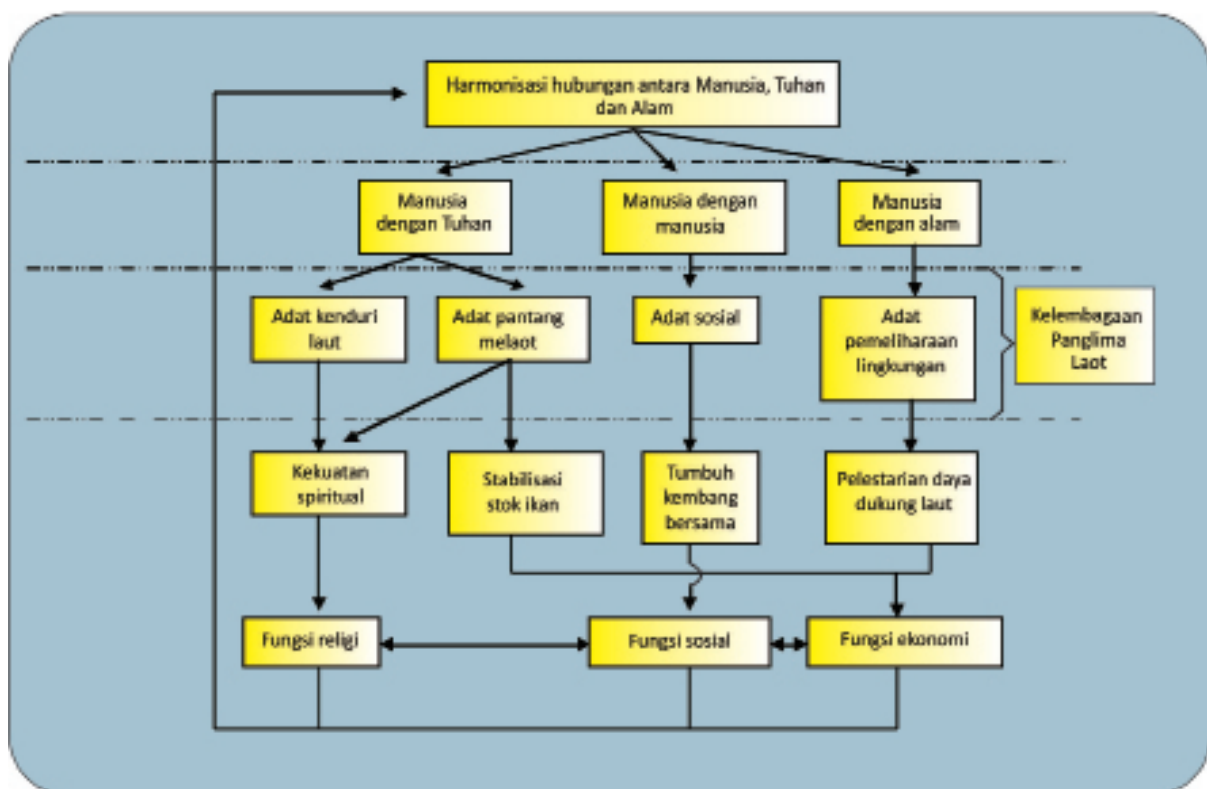 Harmonisasi hubungan antara Manusia, Tuhan
dan Alam
Manusia
dengan Tuhan
Manusia dengan
manusia
Manusia
dengan alam
Adat kenduri
laut
Adat pantang
melaot
Adat sosial
Adat
pemeliharaan
lingkungan
Kelembagaan
Panglima
Laot
Kekuatan
spiritual
Stabilisasi
stok ikan
Tumbuh
kembang
bersama
Pelestarian daya
dukung laut
Fungsi religi
Fungsi sosial
Fungsi ekonomi